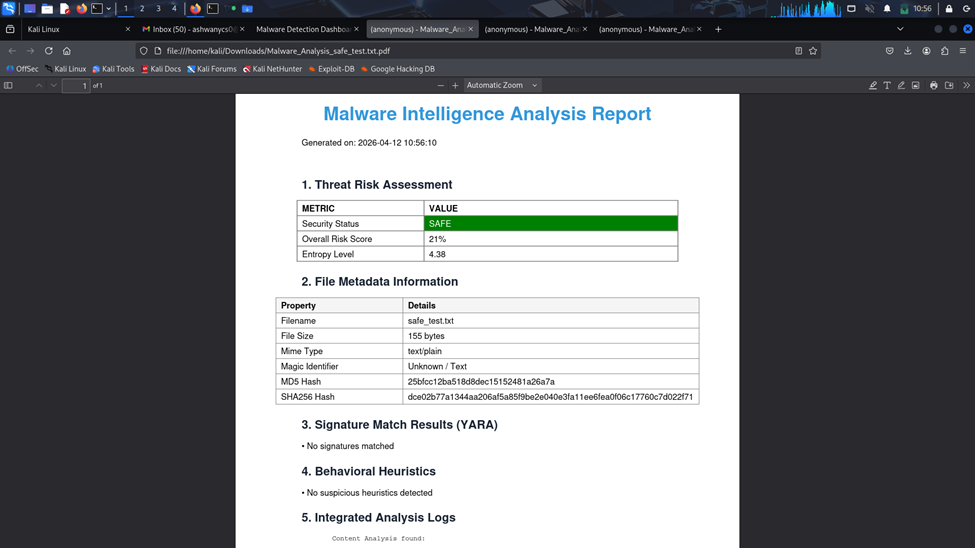 1 2 3 4 10:56
Kali Linux × Inbox (50) - ashwanycs0@ × Malware Detection Dashboa × (anonymous) - Malware_Ana × (anonymous) - Malware_Ana × (anonymous) - Malware_Ana × +
file:///home/kali/Downloads/Malware_Analysis_safe_test.txt.pdf
OffSec Kali Linux Kali Tools Kali Docs Kali Forums Kali NetHunter Exploit-DB Google Hacking DB
1 of 1 Automatic Zoom
Malware Intelligence Analysis Report
Generated on: 2026-04-12 10:56:10
1. Threat Risk Assessment
METRIC VALUE
Security Status SAFE
Overall Risk Score 21%
Entropy Level 4.38
2. File Metadata Information
Property Details
Filename safe_test.txt
File Size 155 bytes
Mime Type text/plain
Magic Identifier Unknown / Text
MD5 Hash 25bfcc12ba518d8dec15152481a26a7a
SHA256 Hash dce02b77a1344aa206af5a85f9be2e040e3fa11ee6fea0f06c17760c7d022f71
3. Signature Match Results (YARA)
• No signatures matched
4. Behavioral Heuristics
• No suspicious heuristics detected
5. Integrated Analysis Logs
Content Analysis found: